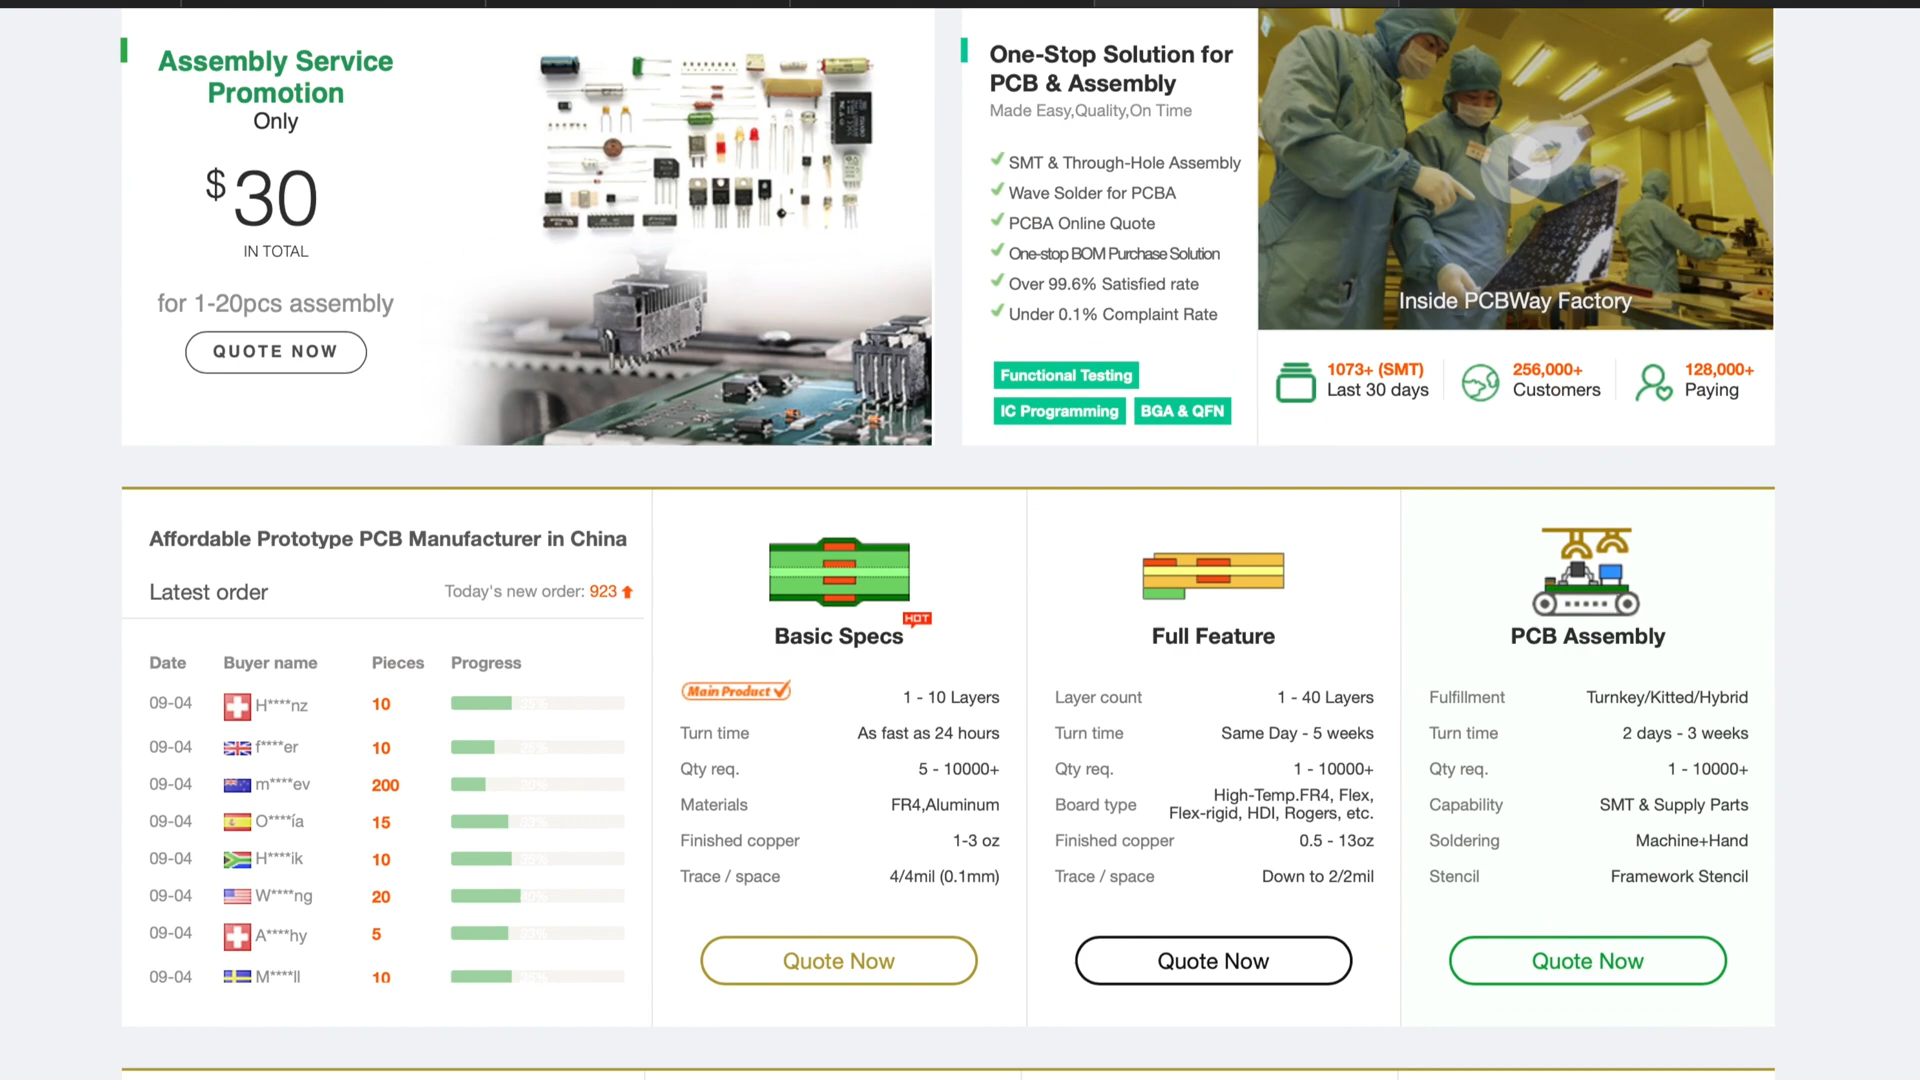 Assembly Service
Promotion
Only
$30
IN TOTAL
for 1-20pcs assembly
QUOTE NOW
One-Stop Solution for
PCB & Assembly
Made Easy,Quality,On Time
SMT & Through-Hole Assembly
Wave Solder for PCBA
PCBA Online Quote
One-stop BOM Purchase Solution
Over 99.6% Satisfied rate
Under 0.1% Complaint Rate
Functional Testing
IC Programming BGA & QFN
Inside PCBWay Factory
1073+ (SMT)
Last 30 days
256,000+
Customers
128,000+
Paying
Affordable Prototype PCB Manufacturer in China
Latest order Today's new order: 923
Date Buyer name Pieces Progress
09-04 H****nz 10
09-04 f****er 10
09-04 m****ev 200
09-04 O****ía 15
09-04 H****ik 10
09-04 W****ng 20
09-04 A****hy 5
09-04 M****ll 10
HOT
Basic Specs
Main Product 1 - 10 Layers
Turn time As fast as 24 hours
Qty req. 5 - 10000+
Materials FR4,Aluminum
Finished copper 1-3 oz
Trace / space 4/4mil (0.1mm)
Quote Now
Full Feature
Layer count 1 - 40 Layers
Turn time Same Day - 5 weeks
Qty req. 1 - 10000+
Board type High-Temp.FR4, Flex,
Flex-rigid, HDI, Rogers, etc.
Finished copper 0.5 - 13oz
Trace / space Down to 2/2mil
Quote Now
PCB Assembly
Fulfillment Turnkey/Kitted/Hybrid
Turn time 2 days - 3 weeks
Qty req. 1 - 10000+
Capability SMT & Supply Parts
Soldering Machine+Hand
Stencil Framework Stencil
Quote Now